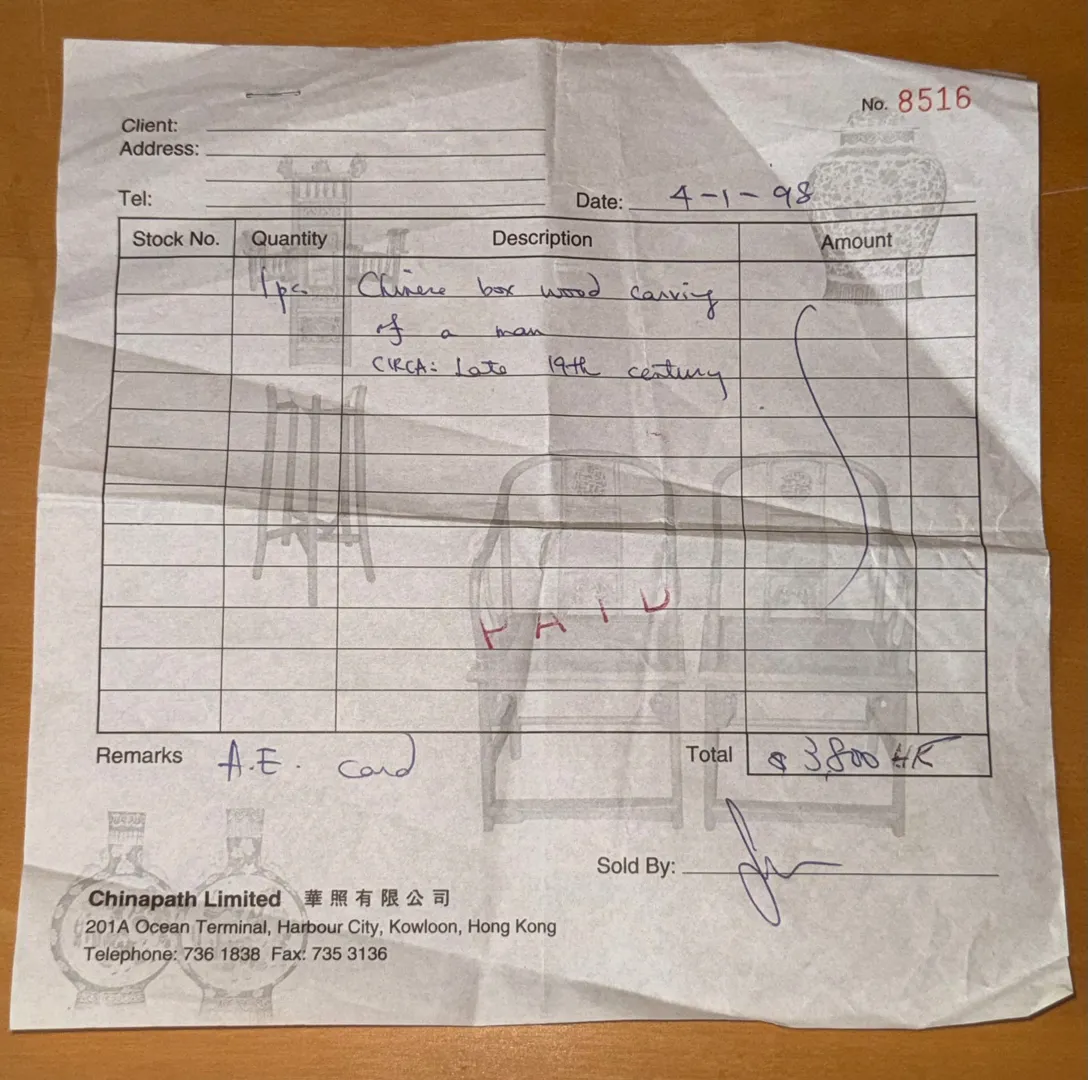 No. 8516
Client:
Address:
Tel:
Date: 4-1-98
Stock No. Quantity Description Amount
1 pc. Chinese box wood carving
of a man
CIRCA: Late 19th century
PAID
Remarks A.E. card Total $ 3,800 HK
Sold By:
Chinapath Limited 華照有限公司
201A Ocean Terminal, Harbour City, Kowloon, Hong Kong
Telephone: 736 1838 Fax: 735 3136